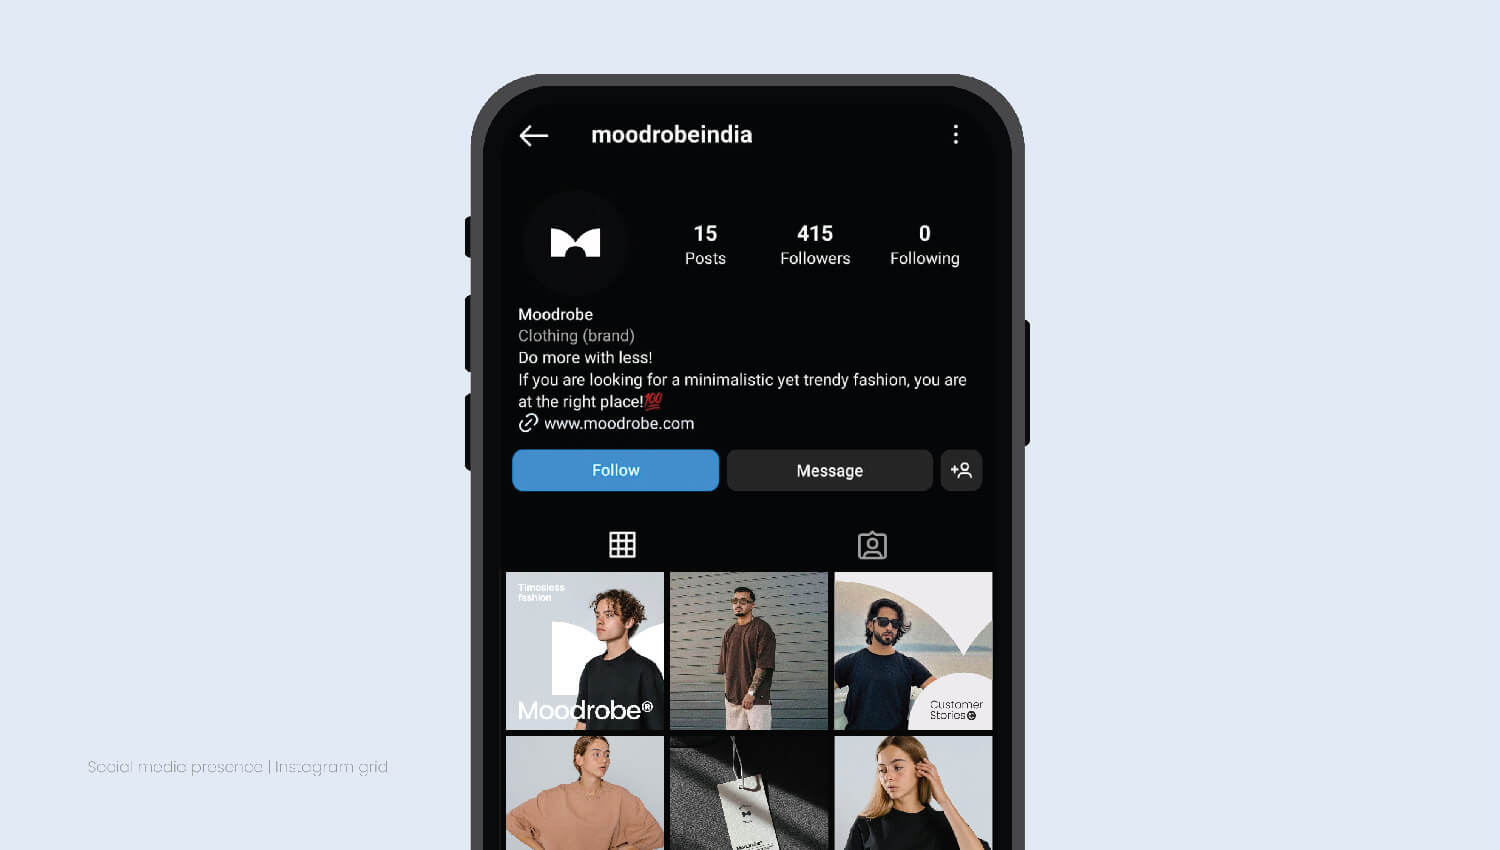 moodrobeindia
15
Posts
415
Followers
0
Following
Moodrobe
Clothing (brand)
Do more with less!
If you are looking for a minimalistic yet trendy fashion, you are
at the right place!💯
www.moodrobe.com
Follow
Message
Timesless
fashion
Moodrobe®
Customer
Stories
Moodrobe®
Social media presence | Instagram grid